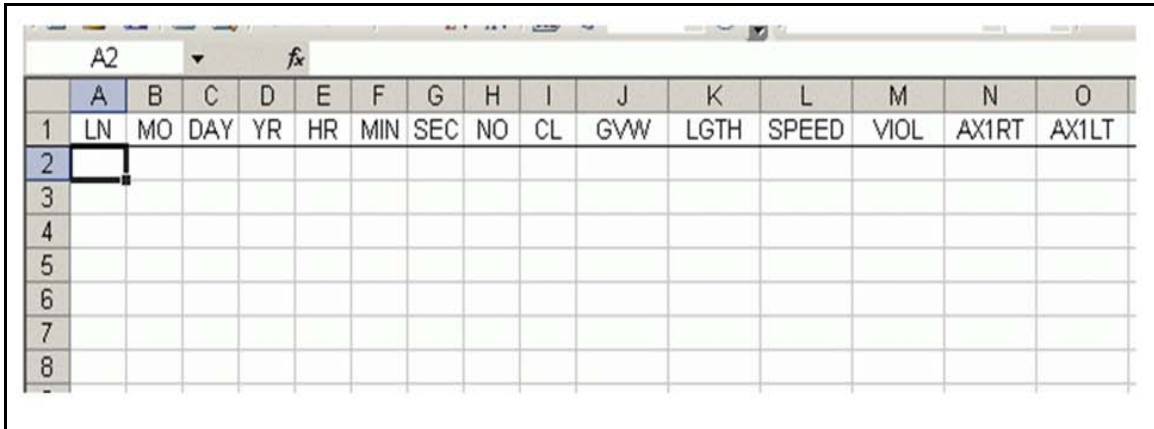 A2 fx
A B C D E F G H I J K L M N O
1 LN MO DAY YR HR MIN SEC NO CL GVW LGTH SPEED VIOL AX1RT AX1LT
2
3
4
5
6
7
8